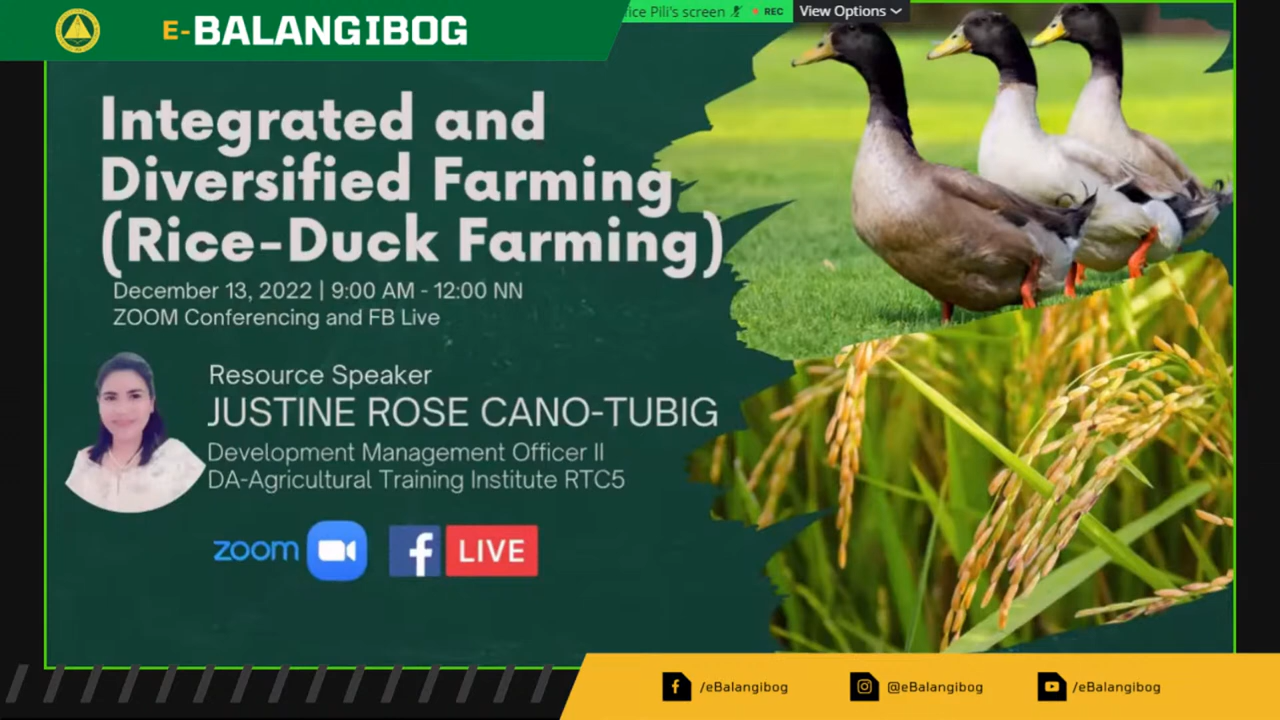 E-BALANGIBOG
rice Pili's screen
REC
View Options
Integrated and
Diversified Farming
(Rice-Duck Farming)
December 13, 2022 | 9:00 AM - 12:00 NN
ZOOM Conferencing and FB Live
Resource Speaker
JUSTINE ROSE CANO-TUBIG
Development Management Officer II
DA-Agricultural Training Institute RTC5
zoom
f LIVE
/eBalangibog
@eBalangibog
/eBalangibog